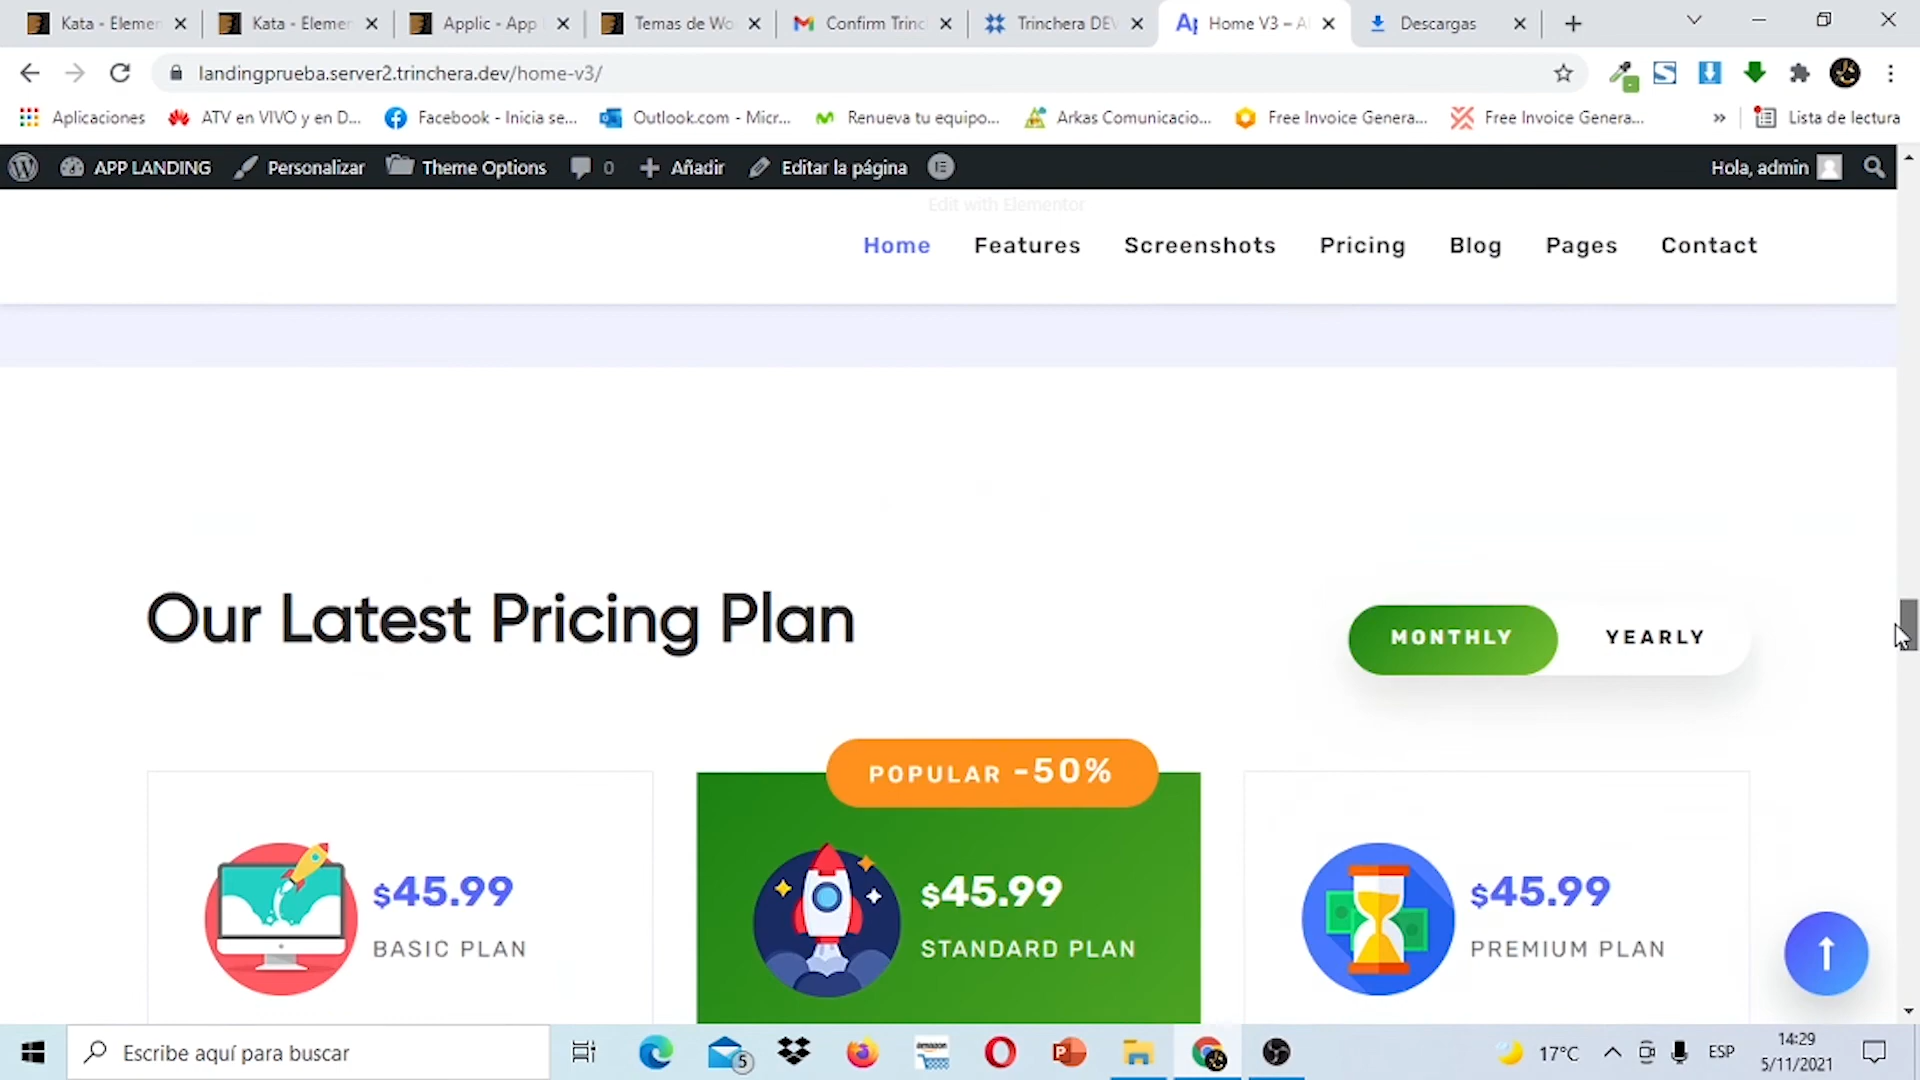 Kata - Elemen
Kata - Elemen
Applic - App
Temas de Wo
Confirm Trinc
Trinchera DEV
Home V3 – A
Descargas
landingprueba.server2.trinchera.dev/home-v3/
Aplicaciones
ATV en VIVO y en D...
Facebook - Inicia se...
Outlook.com - Micr...
Renueva tu equipo...
Arkas Comunicacio...
Free Invoice Genera...
Free Invoice Genera...
»
Lista de lectura
APP LANDING
Personalizar
Theme Options
0
Añadir
Editar la página
Hola, admin
Edit with Elementor
Home
Features
Screenshots
Pricing
Blog
Pages
Contact
Our Latest Pricing Plan
MONTHLY
YEARLY
POPULAR -50%
$45.99
BASIC PLAN
$45.99
STANDARD PLAN
$45.99
PREMIUM PLAN
Escribe aquí para buscar
5
amazon
17°C
ESP
14:29
5/11/2021